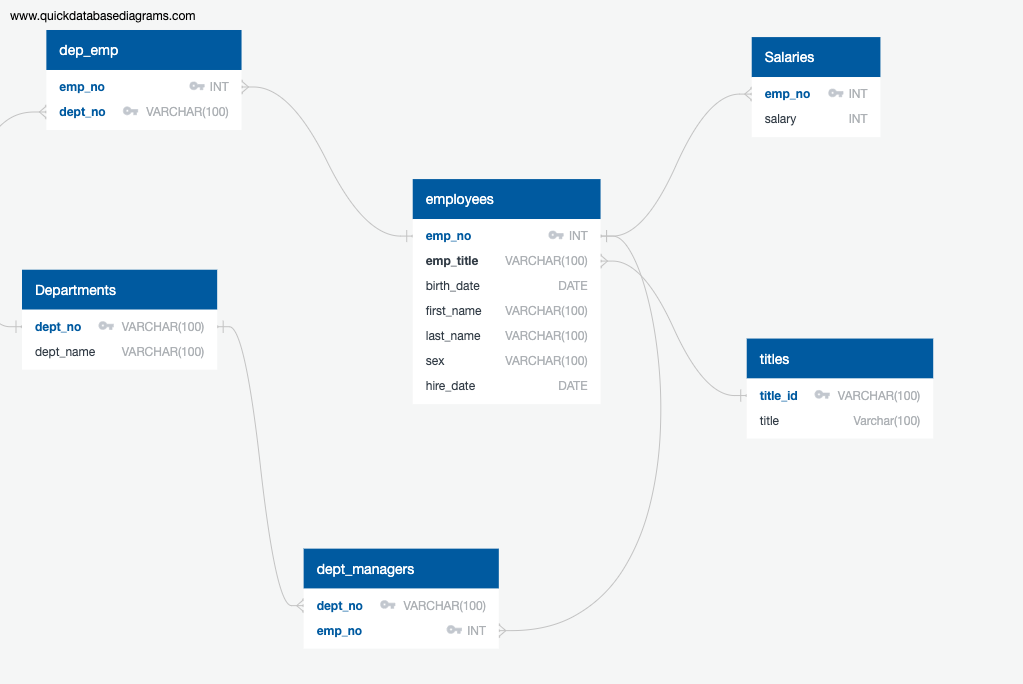 www.quickdatabasediagrams.com
dep_emp
emp_no INT
dept_no VARCHAR(100)
Salaries
emp_no INT
salary INT
employees
emp_no INT
emp_title VARCHAR(100)
birth_date DATE
first_name VARCHAR(100)
last_name VARCHAR(100)
sex VARCHAR(100)
hire_date DATE
Departments
dept_no VARCHAR(100)
dept_name VARCHAR(100)
titles
title_id VARCHAR(100)
title Varchar(100)
dept_managers
dept_no VARCHAR(100)
emp_no INT